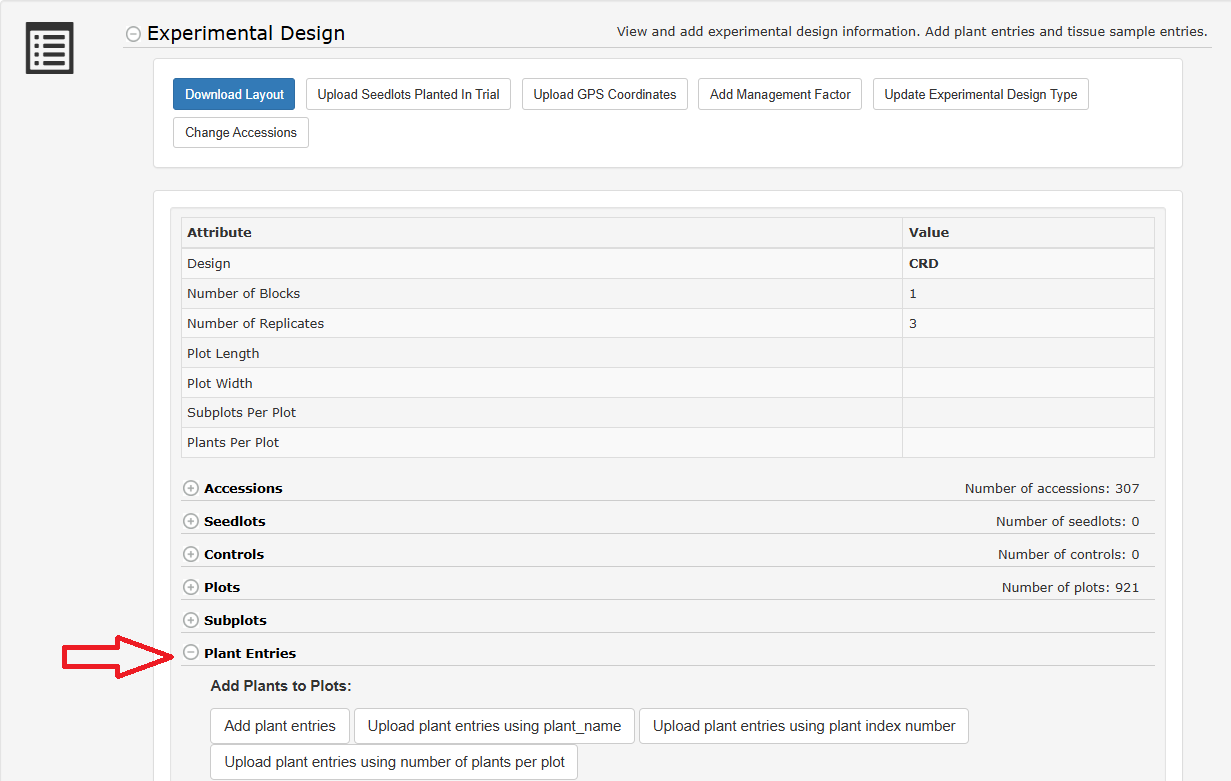 Experimental Design
View and add experimental design information. Add plant entries and tissue sample entries.
Download Layout Upload Seedlots Planted In Trial Upload GPS Coordinates Add Management Factor Update Experimental Design Type
Change Accessions
Attribute Value
Design CRD
Number of Blocks 1
Number of Replicates 3
Plot Length
Plot Width
Subplots Per Plot
Plants Per Plot
Accessions Number of accessions: 307
Seedlots Number of seedlots: 0
Controls Number of controls: 0
Plots Number of plots: 921
Subplots
Plant Entries
Add Plants to Plots:
Add plant entries Upload plant entries using plant_name Upload plant entries using plant index number
Upload plant entries using number of plants per plot